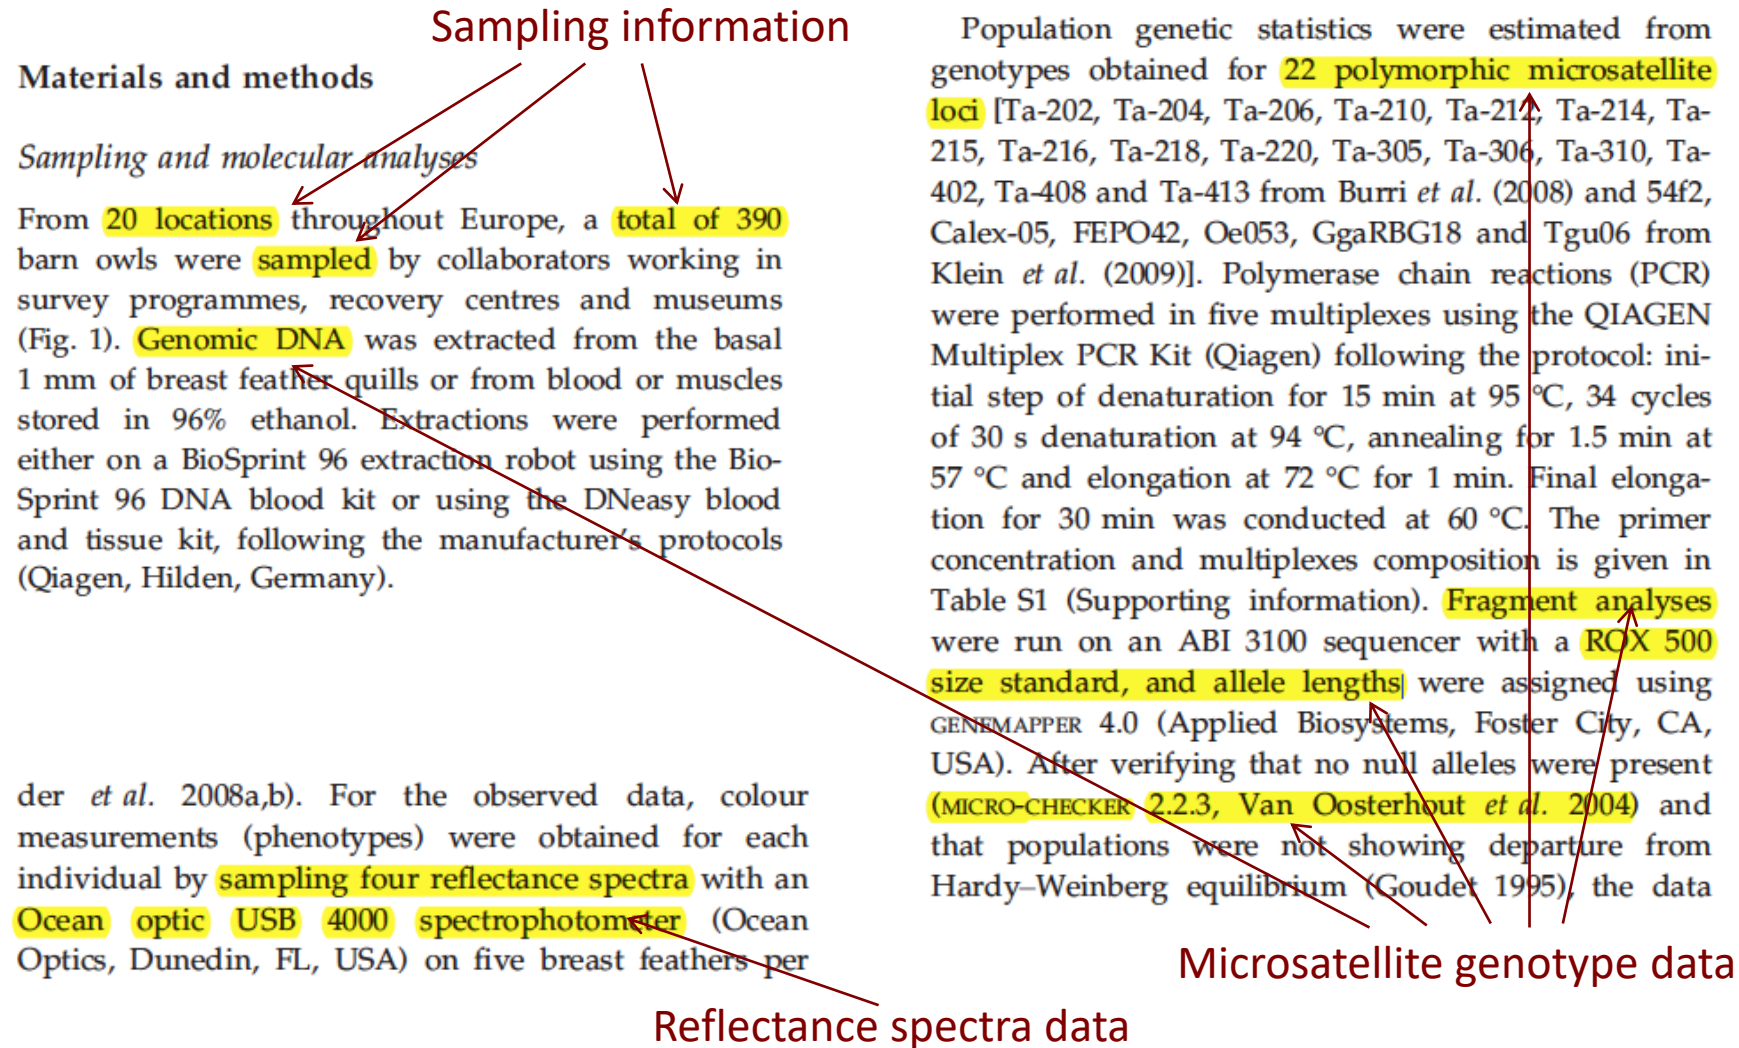 Sampling information
Materials and methods
Sampling and molecular analyses
From 20 locations throughout Europe, a total of 390
barn owls were sampled by collaborators working in
survey programmes, recovery centres and museums
(Fig. 1). Genomic DNA was extracted from the basal
1 mm of breast feather quills or from blood or muscles
stored in 96% ethanol. Extractions were performed
either on a BioSprint 96 extraction robot using the Bio-
Sprint 96 DNA blood kit or using the DNeasy blood
and tissue kit, following the manufacturer's protocols
(Qiagen, Hilden, Germany).
der et al. 2008a,b). For the observed data, colour
measurements (phenotypes) were obtained for each
individual by sampling four reflectance spectra with an
Ocean optic USB 4000 spectrophotometer (Ocean
Optics, Dunedin, FL, USA) on five breast feathers per
Reflectance spectra data
Population genetic statistics were estimated from
genotypes obtained for 22 polymorphic microsatellite
loci [Ta-202, Ta-204, Ta-206, Ta-210, Ta-212, Ta-214, Ta-
215, Ta-216, Ta-218, Ta-220, Ta-305, Ta-306, Ta-310, Ta-
402, Ta-408 and Ta-413 from Burri et al. (2008) and 54f2,
Calex-05, FEPO42, Oe053, GgaRBG18 and Tgu06 from
Klein et al. (2009)]. Polymerase chain reactions (PCR)
were performed in five multiplexes using the QIAGEN
Multiplex PCR Kit (Qiagen) following the protocol: ini-
tial step of denaturation for 15 min at 95 °C, 34 cycles
of 30 s denaturation at 94 °C, annealing for 1.5 min at
57 °C and elongation at 72 °C for 1 min. Final elonga-
tion for 30 min was conducted at 60 °C. The primer
concentration and multiplexes composition is given in
Table S1 (Supporting information). Fragment analyses
were run on an ABI 3100 sequencer with a ROX 500
size standard, and allele lengths were assigned using
GENEMAPPER 4.0 (Applied Biosystems, Foster City, CA,
USA). After verifying that no null alleles were present
(MICRO-CHECKER 2.2.3, Van Oosterhout et al. 2004) and
that populations were not showing departure from
Hardy–Weinberg equilibrium (Goudet 1995), the data
Microsatellite genotype data